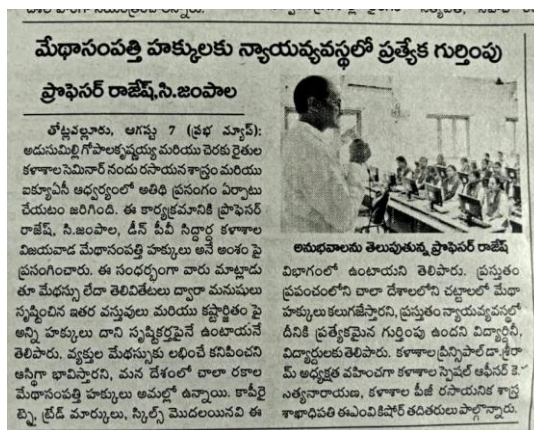 మేథాసంపత్తి హక్కులకు న్యాయవ్యవస్థలో ప్రత్యేక గుర్తింపు
ప్రొఫెసర్ రాజేష్.సి.జంపాల
తోట్లవల్లూరు, ఆగష్టు 7 (ప్రభ న్యూస్):
అడుసుమిల్లి గోపాలకృష్ణయ్య మరియు చెరకు రైతుల
కళాశాల సెమినార్ నందు రసాయనశాస్త్రం మరియు
ఐక్యూఏసీ ఆధ్వర్యంలో అతిథి ప్రసంగం ఏర్పాటు
చేయటం జరిగింది. ఈ కార్యక్రమానికి ప్రొఫెసర్
రాజేష్, సి.జంపాల, డీన్ పీవీ సిద్ధార్థ కళాశాల
విజయవాడ మేథాసంపత్తి హక్కులు అనే అంశం పై
ప్రసంగించారు. ఈ సందర్భంగా వారు మాట్లాడు
తూ మేథస్సు లేదా తెలివితేటలు ద్వారా మనుషులు
సృష్టించిన ఇతర వస్తువులు మరియు కష్టార్జితం పై
అన్ని హక్కులు దాని సృష్టికర్తపైనే ఉంటాయనే
తెలిపారు. వ్యక్తుల మేథస్సుకు లభించే కనిపించని
ఆస్థిగా భావిస్తారని, మన దేశంలో చాలా రకాల
మేథాసంపత్తి హక్కులు అమల్లో ఉన్నాయి. కాపీరై
ట్స్, ట్రేడ్ మార్కులు, స్కిల్స్ మొదలయినవి ఈ
అనుభవాలను తెలుపుతున్న ప్రొఫెసర్ రాజేష్
విభాగంలో ఉంటాయని తెలిపారు. ప్రస్తుతం
ప్రపంచంలోని చాలా దేశాలలోని చట్టాలలో మేథా
హక్కులు కలుగజేస్తారని, ప్రస్తుతం న్యాయవ్యవస్థల్లో
దీనికి ప్రత్యేకమైన గుర్తింపు ఉందని విద్యార్థినీ,
విద్యార్థులకు తెలిపారు. కళాశాల ప్రిన్సిపాల్ డా.శ్రీరా
మ్ అధ్యక్షత వహించగా కళాశాల స్పెషల్ ఆఫీసర్ కె.
సత్యనారాయణ, కళాశాల పీజీ రసాయనిక శాస్త్ర
శాఖాధిపతి ఈఎంవి కిషోర్ తదితరులు పాల్గొన్నారు.